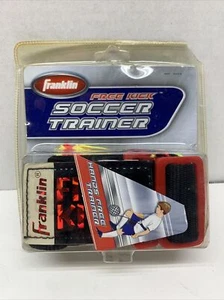 Franklin
FREE KICK
SOCCER
TRAINER
Franklin®
HANDS FREE
TRAINER